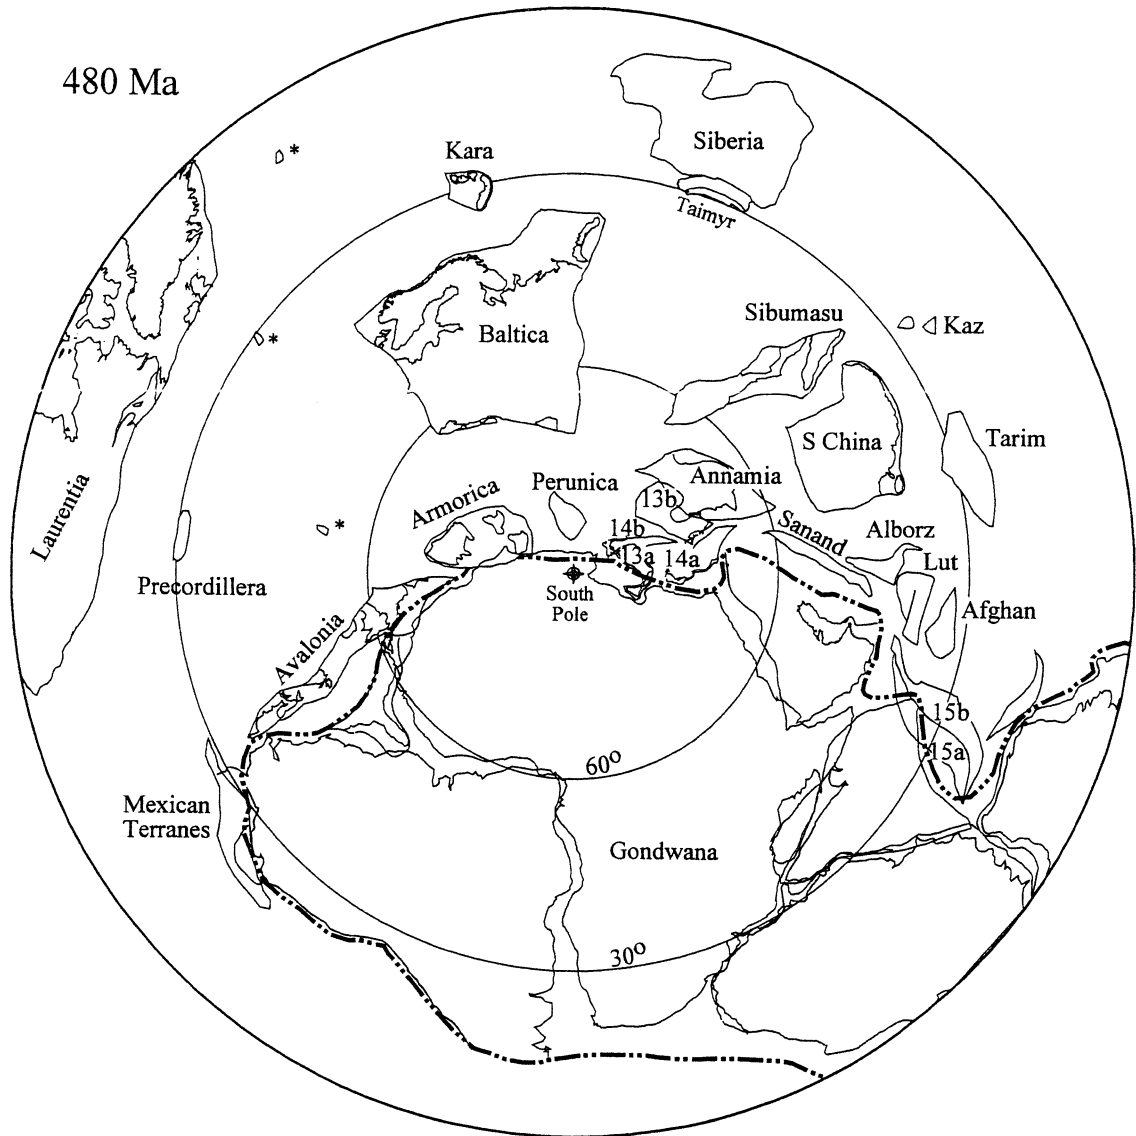 480 Ma
Siberia
Kara
*
Taimyr
Sibumasu
Kaz
Baltica
*
S China
Tarim
Laurentia
Armorica
Perunica
Annamia
13b
*
14b
Sanand
Alborz
13a
14a
Lut
Precordillera
South
Pole
Afghan
Avalonia
15b
15a
60o
Mexican
Terranes
Gondwana
30o